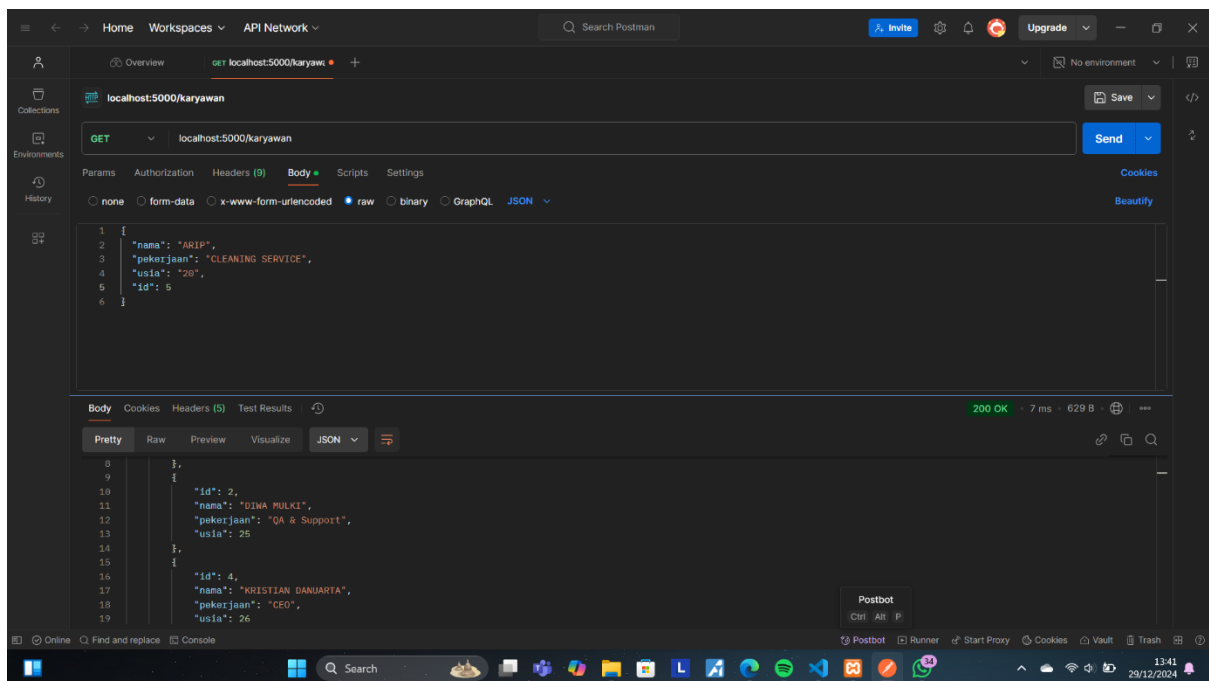 Home Workspaces API Network Search Postman Invite Upgrade
Overview GET localhost:5000/karyawa No environment
HTTP localhost:5000/karyawan Save
Collections
GET localhost:5000/karyawan Send
Environments
Params Authorization Headers (9) Body Scripts Settings Cookies
History
none form-data x-www-form-urlencoded raw binary GraphQL JSON Beautify
1 {
2 "nama": "ARIP",
3 "pekerjaan": "CLEANING SERVICE",
4 "usia": "20",
5 "id": 5
6 }
Body Cookies Headers (5) Test Results 200 OK 7 ms 629 B
Pretty Raw Preview Visualize JSON
8 },
9 {
10 "id": 2,
11 "nama": "DIWA MULKI",
12 "pekerjaan": "QA & Support",
13 "usia": 25
14 },
15 {
16 "id": 4,
17 "nama": "KRISTIAN DANUARTA",
18 "pekerjaan": "CEO",
19 "usia": 26
Postbot
Ctrl Alt P
Online Find and replace Console Postbot Runner Start Proxy Cookies Vault Trash
Search L 34 13:41
29/12/2024